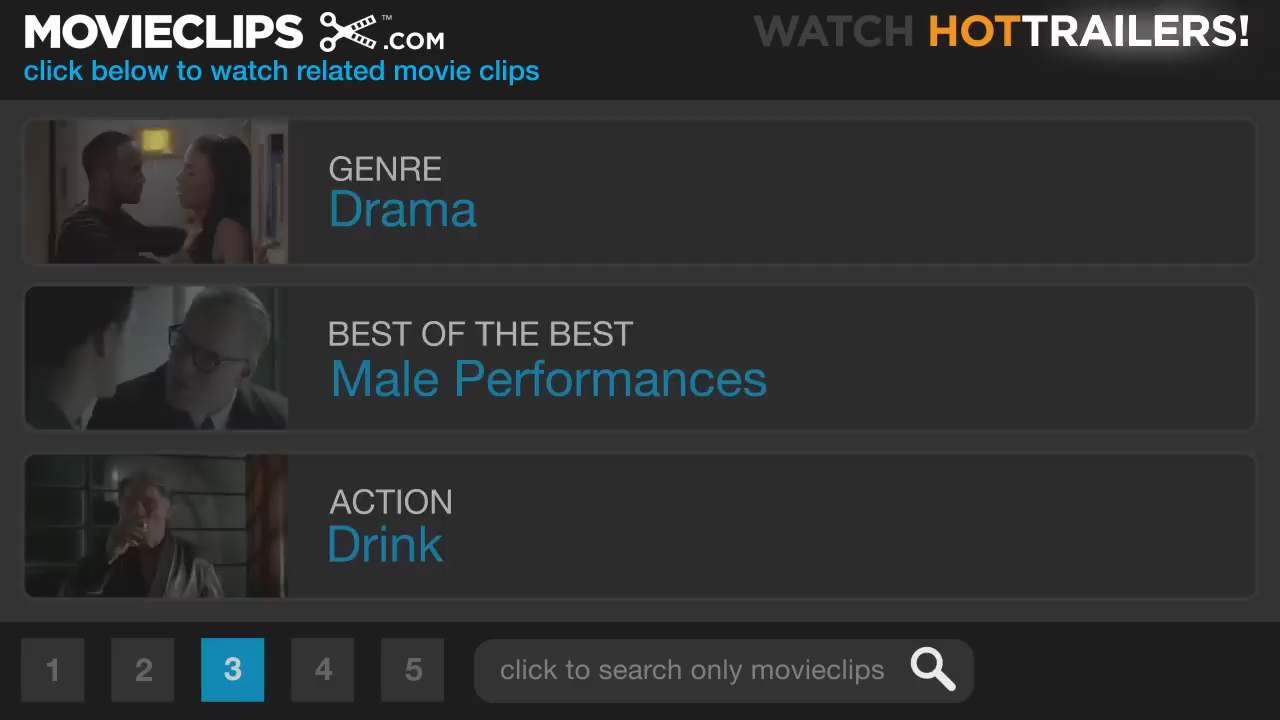 MOVIECLIPS ™ .COM
WATCH HOTTRAILERS!
click below to watch related movie clips
GENRE
Drama
BEST OF THE BEST
Male Performances
ACTION
Drink
1 2 3 4 5 click to search only movieclips